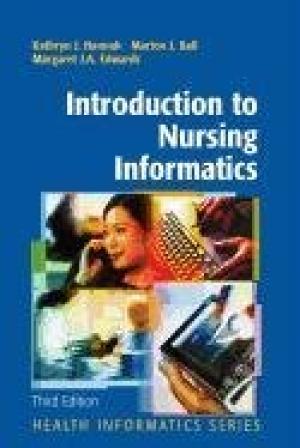 Kathryn J. Hannah Marion J. Ball
Margaret J.A. Edwards
Introduction to
Nursing
Informatics
Third Edition
HEALTH INFORMATICS SERIES